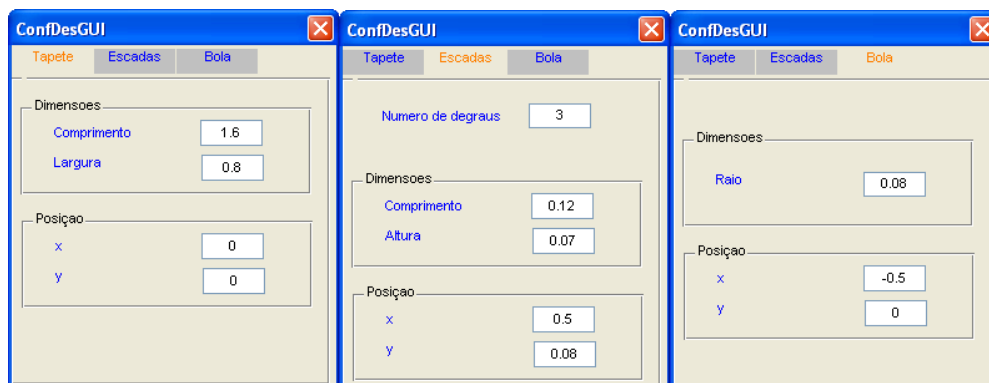 ConfDesGUI
Tapete Escadas Bola
Dimensoes
Comprimento 1.6
Largura 0.8
Posiçao
x 0
y 0
ConfDesGUI
Tapete Escadas Bola
Numero de degraus 3
Dimensoes
Comprimento 0.12
Altura 0.07
Posiçao
x 0.5
y 0.08
ConfDesGUI
Tapete Escadas Bola
Dimensoes
Raio 0.08
Posiçao
x -0.5
y 0